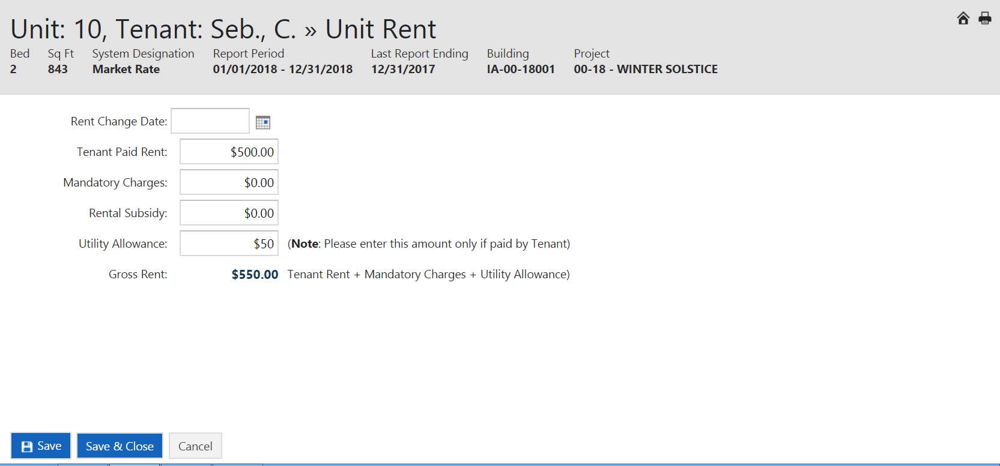 Unit: 10, Tenant: Seb., C. » Unit Rent
Bed Sq Ft System Designation Report Period Last Report Ending Building Project
2 843 Market Rate 01/01/2018 - 12/31/2018 12/31/2017 IA-00-18001 00-18 - WINTER SOLSTICE
Rent Change Date:
Tenant Paid Rent: $500.00
Mandatory Charges: $0.00
Rental Subsidy: $0.00
Utility Allowance: $50 (Note: Please enter this amount only if paid by Tenant)
Gross Rent: $550.00 Tenant Rent + Mandatory Charges + Utility Allowance)
Save Save & Close Cancel